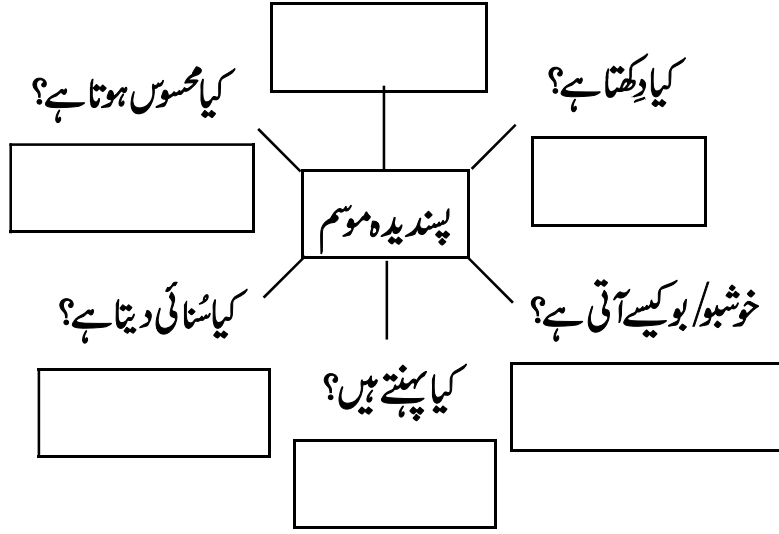 کیا دِکھتا ہے؟
کیا محسوس ہوتا ہے؟
پسندیدہ موسم
خوشبو/ بو کیسے آتی ہے؟
کیا سُنائی دیتا ہے؟
کیا پہنتے ہیں؟